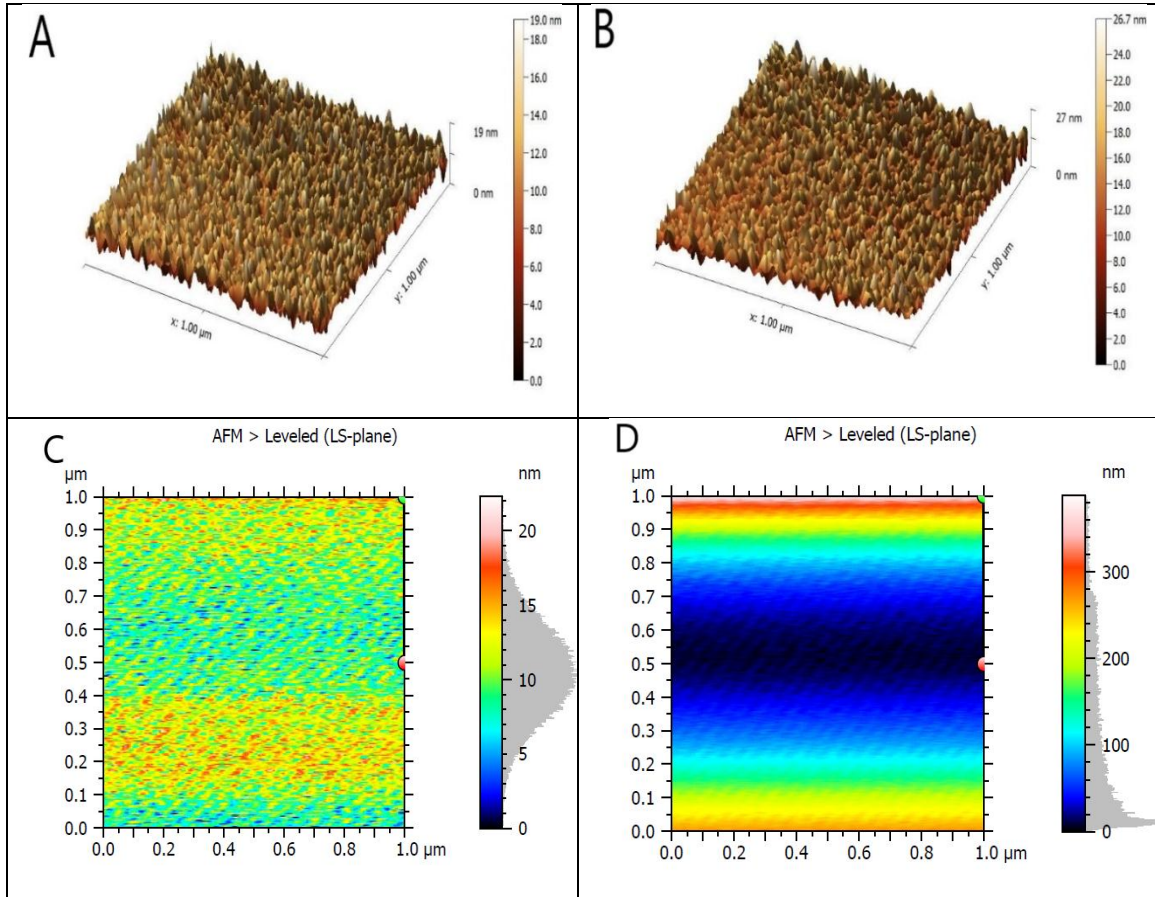 A
19.0 nm
18.0
16.0
14.0
12.0
10.0
8.0
6.0
4.0
2.0
0.0
19 nm
0 nm
x: 1.00 µm
y: 1.00 µm
B
26.7 nm
24.0
22.0
20.0
18.0
16.0
14.0
12.0
10.0
8.0
6.0
4.0
2.0
0.0
27 nm
0 nm
x: 1.00 µm
y: 1.00 µm
C
AFM > Leveled (LS-plane)
µm
nm
1.0
0.9
0.8
0.7
0.6
0.5
0.4
0.3
0.2
0.1
0.0
0.0 0.2 0.4 0.6 0.8 1.0 µm
20
15
10
5
0
D
AFM > Leveled (LS-plane)
µm
nm
1.0
0.9
0.8
0.7
0.6
0.5
0.4
0.3
0.2
0.1
0.0
0.0 0.2 0.4 0.6 0.8 1.0 µm
300
200
100
0